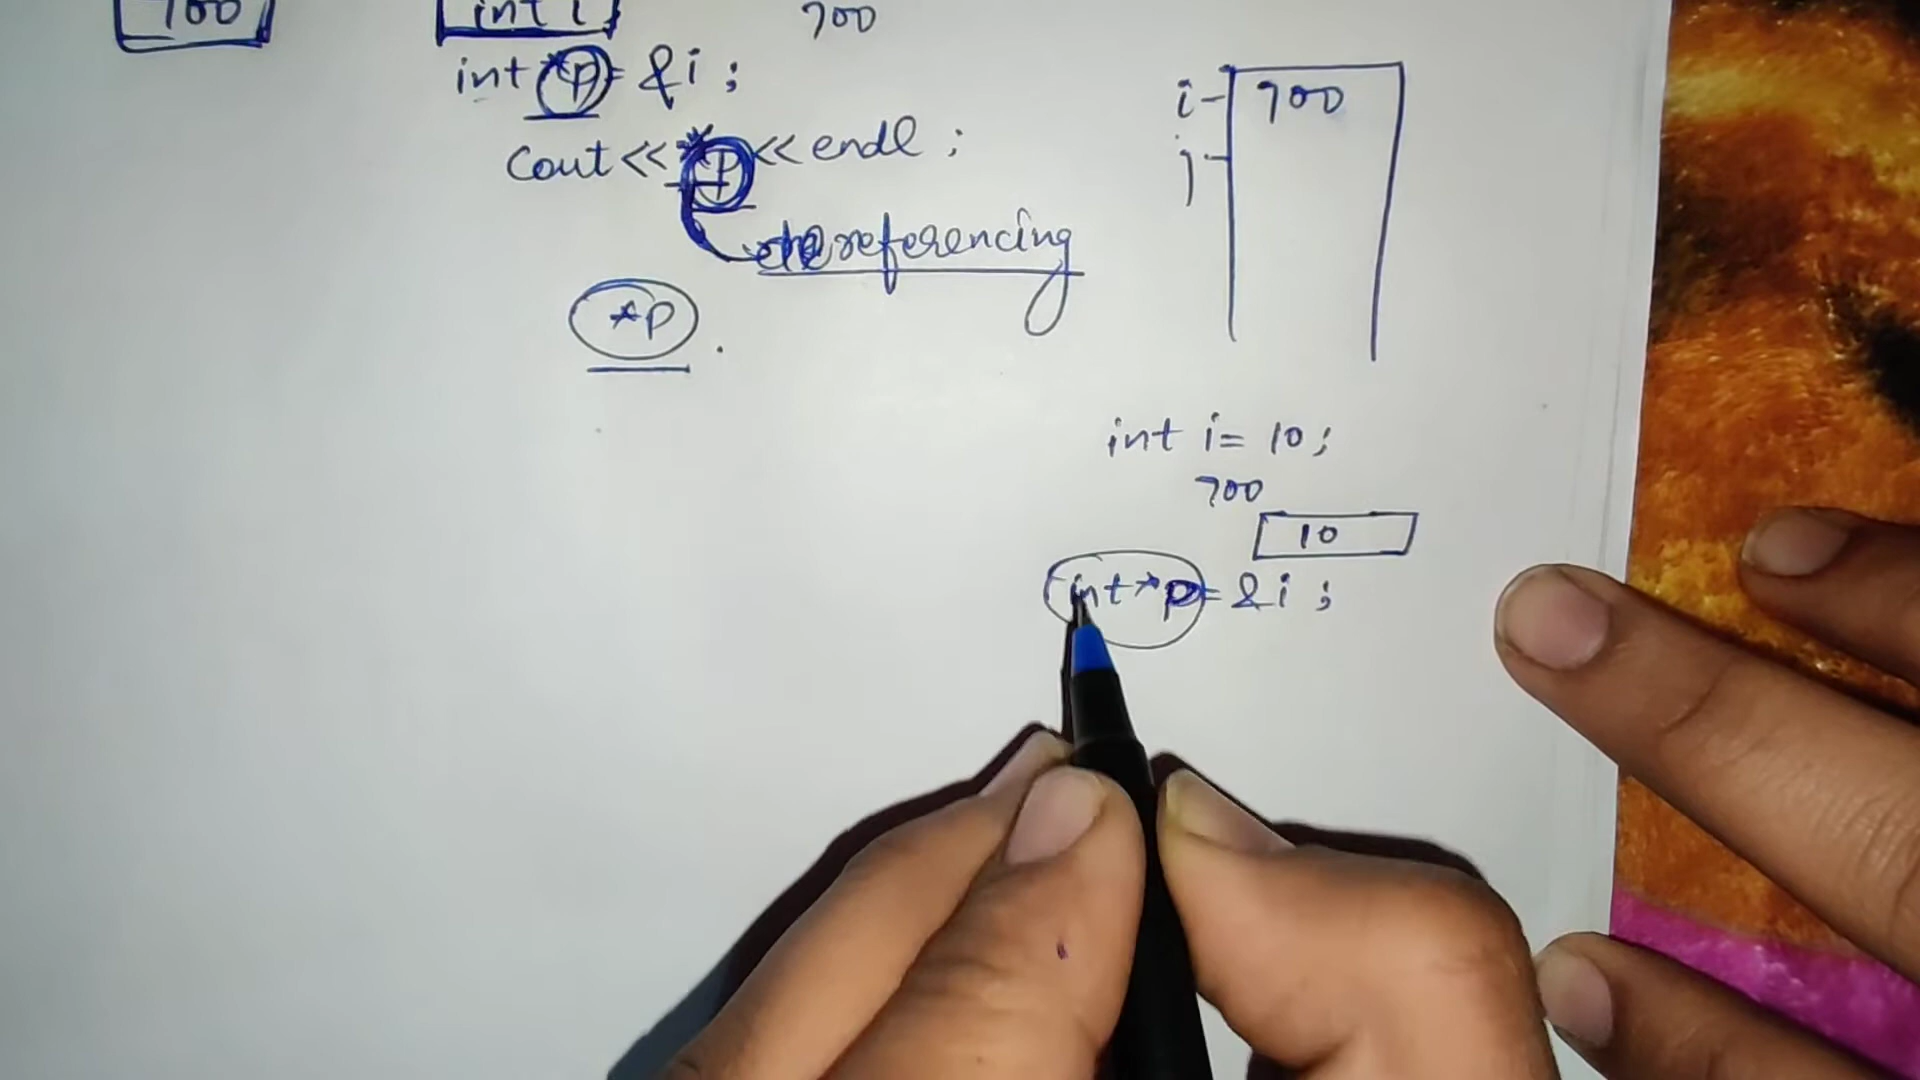 700 int i 700
int *p = &i ;
cout << *p << endl ;
dereferencing
*p .
i - 700
j -
int i = 10 ;
700
10
int *p = &i ;